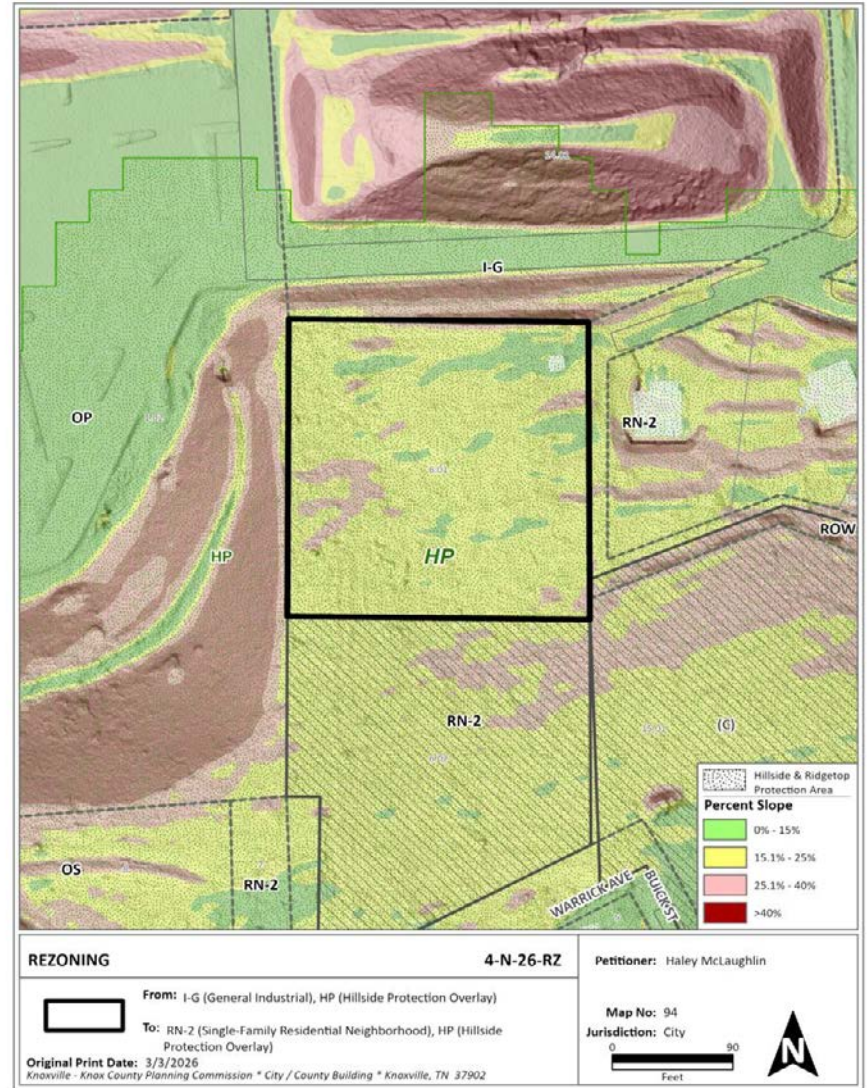 I-G
OP
RN-2
HP
HP
ROW
RN-2
(C)
OS
RN-2
WARRICK AVE
BUICK ST
Hillside & Ridgetop
Protection Area
Percent Slope
0% - 15%
15.1% - 25%
25.1% - 40%
>40%
REZONING
4-N-26-RZ
From: I-G (General Industrial), HP (Hillside Protection Overlay)
To: RN-2 (Single-Family Residential Neighborhood), HP (Hillside
Protection Overlay)
Original Print Date: 3/3/2026
Knoxville - Knox County Planning Commission * City / County Building * Knoxville, TN 37902
Petitioner: Haley McLaughlin
Map No: 94
Jurisdiction: City
0 90
Feet
N